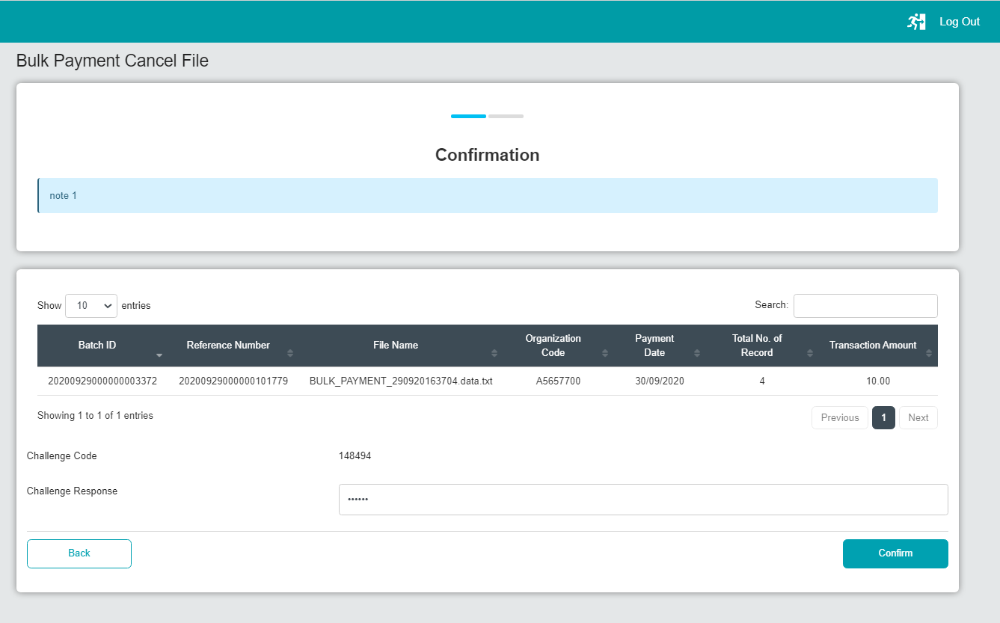 Log Out
Bulk Payment Cancel File
Confirmation
note 1
Show 10 entries
Search:
Batch ID Reference Number File Name Organization Code Payment Date Total No. of Record Transaction Amount
20200929000000003372 20200929000000101779 BULK_PAYMENT_290920163704.data.txt A5657700 30/09/2020 4 10.00
Showing 1 to 1 of 1 entries
Previous 1 Next
Challenge Code 148494
Challenge Response ••••••
Back Confirm